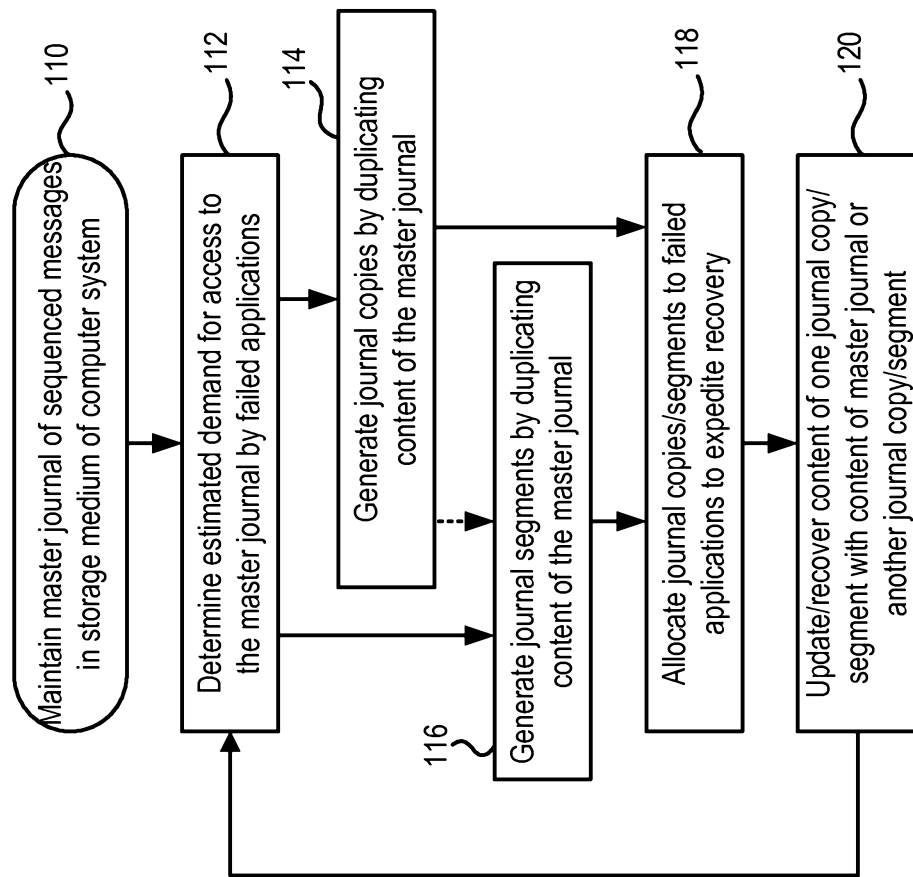 110
Maintain master journal of sequenced messages
in storage medium of computer system
112
Determine estimated demand for access to
the master journal by failed applications
114
Generate journal copies by duplicating
content of the master journal
116
Generate journal segments by duplicating
content of the master journal
118
Allocate journal copies/segments to failed
applications to expedite recovery
120
Update/recover content of one journal copy/
segment with content of master journal or
another journal copy/segment